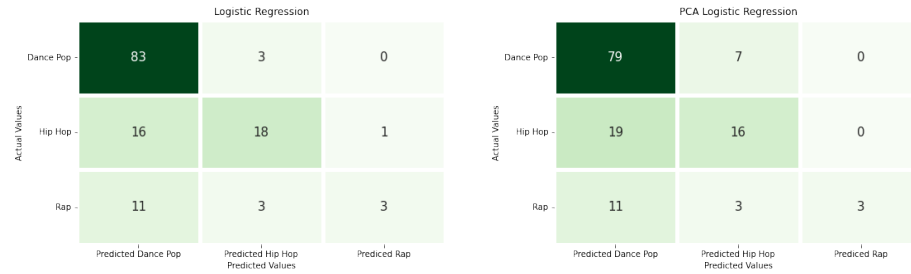 Logistic Regression
Actual Values
Dance Pop 83 3 0
Hip Hop 16 18 1
Rap 11 3 3
Predicted Dance Pop Predicted Hip Hop Prediced Rap
Predicted Values
PCA Logistic Regression
Actual Values
Dance Pop 79 7 0
Hip Hop 19 16 0
Rap 11 3 3
Predicted Dance Pop Predicted Hip Hop Prediced Rap
Predicted Values